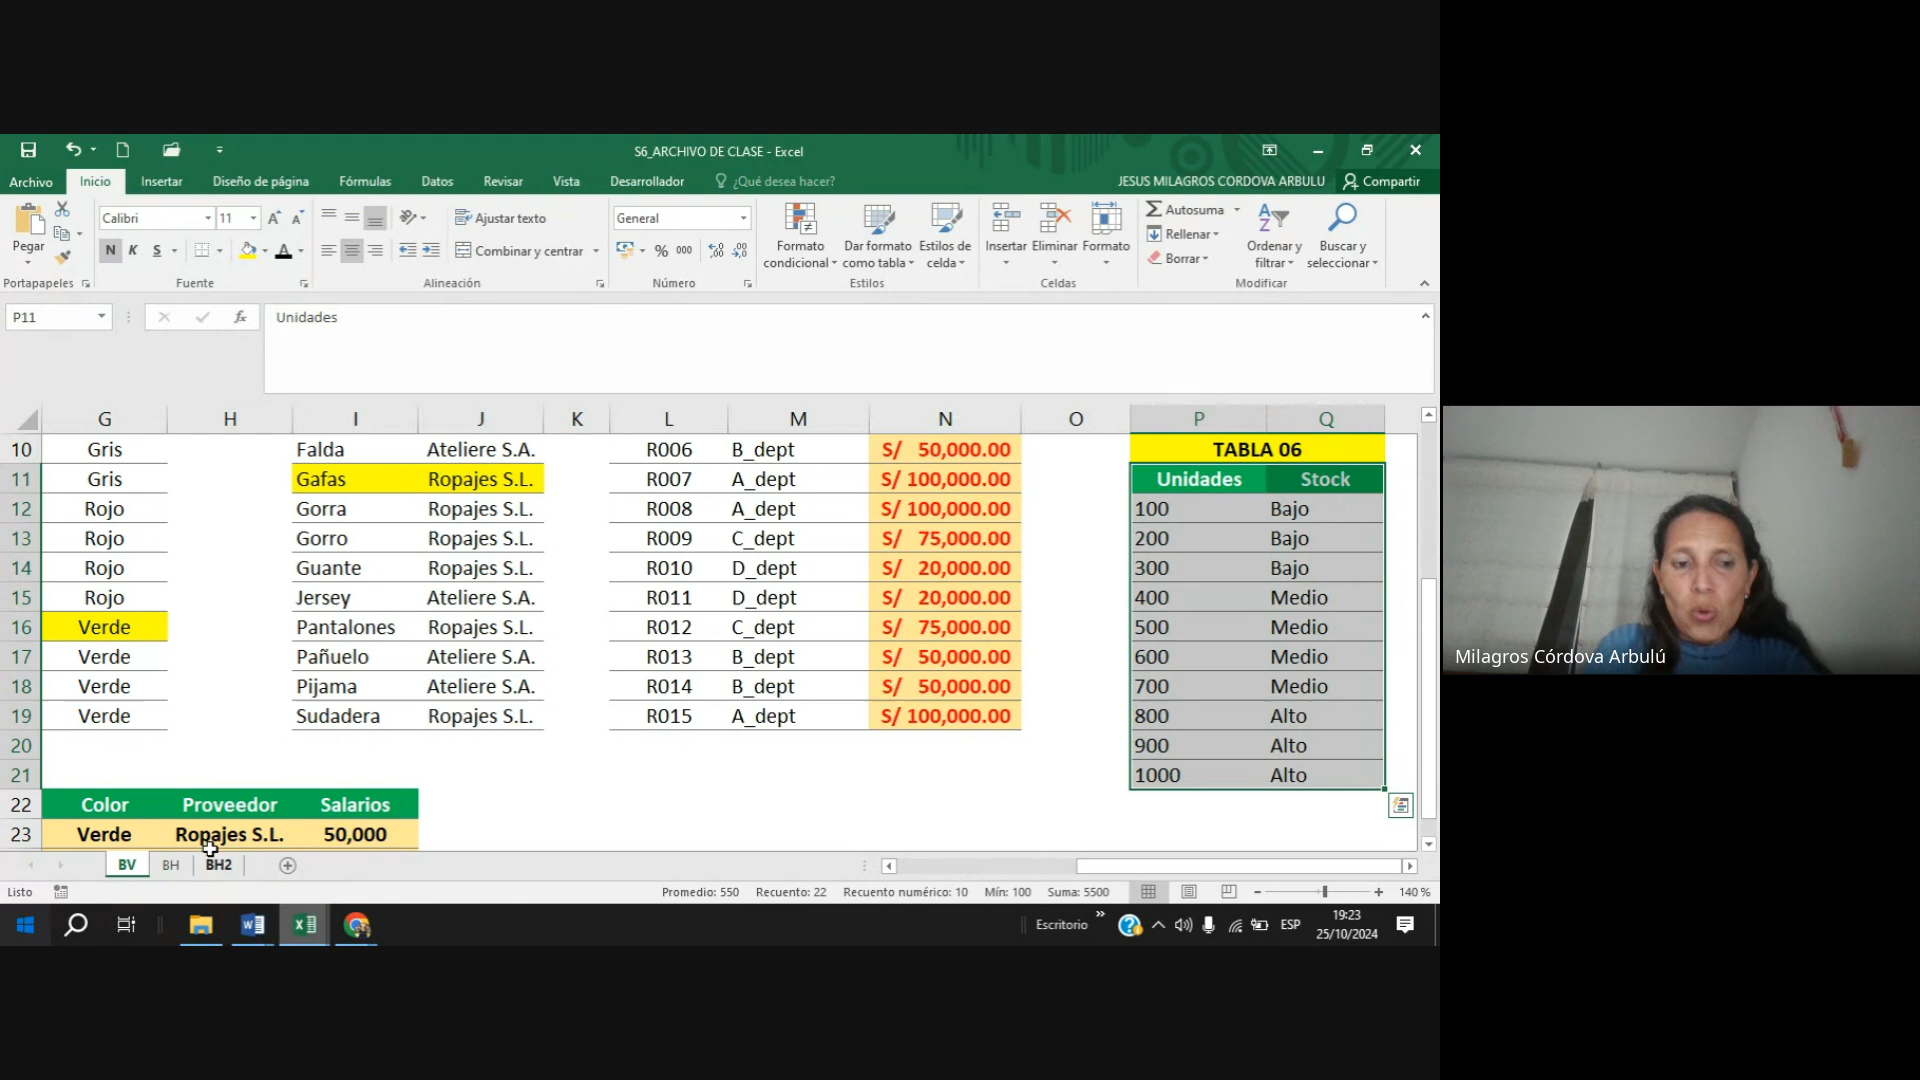 S6_ARCHIVO DE CLASE - Excel
Archivo Inicio Insertar Diseño de página Fórmulas Datos Revisar Vista Desarrollador ¿Qué desea hacer? JESUS MILAGROS CORDOVA ARBULU Compartir
Pegar
Portapapeles
Calibri 11
N K S
Fuente
Ajustar texto
Combinar y centrar
Alineación
General
% 000
Número
Formato condicional
Dar formato como tabla
Estilos de celda
Estilos
Insertar Eliminar Formato
Celdas
Autosuma
Rellenar
Borrar
Ordenar y filtrar
Buscar y seleccionar
Modificar
P11 fx Unidades
G H I J K L M N O P Q
10 Gris Falda Ateliere S.A. R006 B_dept S/ 50,000.00 TABLA 06
11 Gris Gafas Ropajes S.L. R007 A_dept S/ 100,000.00 Unidades Stock
12 Rojo Gorra Ropajes S.L. R008 A_dept S/ 100,000.00 100 Bajo
13 Rojo Gorro Ropajes S.L. R009 C_dept S/ 75,000.00 200 Bajo
14 Rojo Guante Ropajes S.L. R010 D_dept S/ 20,000.00 300 Bajo
15 Rojo Jersey Ateliere S.A. R011 D_dept S/ 20,000.00 400 Medio
16 Verde Pantalones Ropajes S.L. R012 C_dept S/ 75,000.00 500 Medio
17 Verde Pañuelo Ateliere S.A. R013 B_dept S/ 50,000.00 600 Medio
18 Verde Pijama Ateliere S.A. R014 B_dept S/ 50,000.00 700 Medio
19 Verde Sudadera Ropajes S.L. R015 A_dept S/ 100,000.00 800 Alto
20 900 Alto
21 1000 Alto
22 Color Proveedor Salarios
23 Verde Ropajes S.L. 50,000
BV BH BH2
Listo Promedio: 550 Recuento: 22 Recuento numérico: 10 Mín: 100 Suma: 5500 140 %
Escritorio ESP 19:23
25/10/2024
Milagros Córdova Arbulú